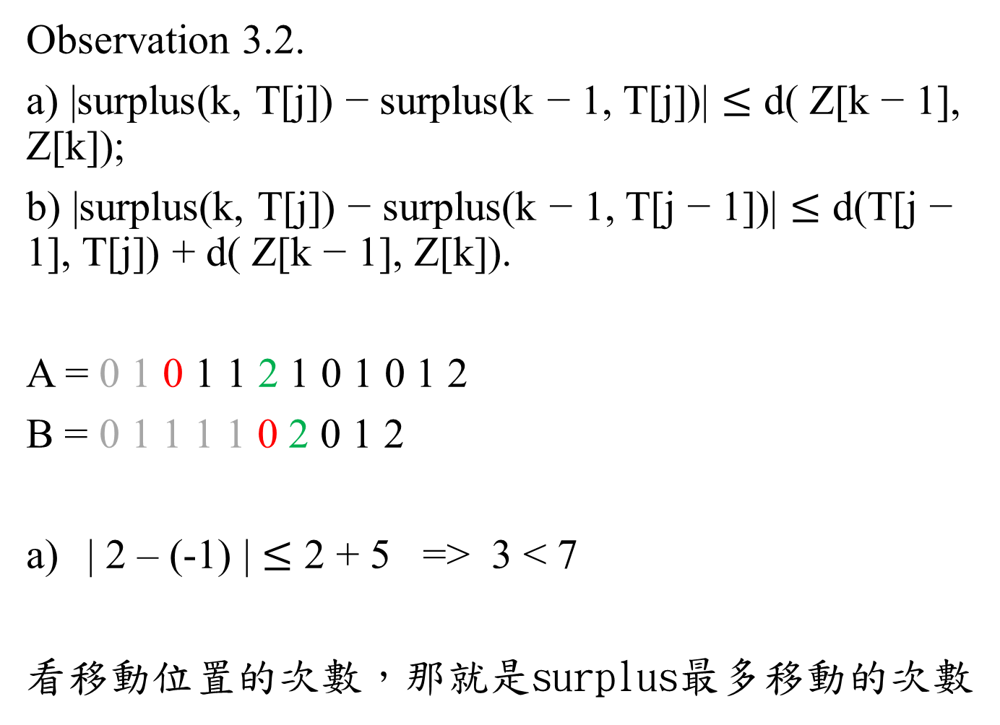 Observation 3.2.
a) |surplus(k, T[j]) − surplus(k − 1, T[j])| ≤ d( Z[k − 1],
Z[k]);
b) |surplus(k, T[j]) − surplus(k − 1, T[j − 1])| ≤ d(T[j −
1], T[j]) + d( Z[k − 1], Z[k]).
A = 0 1 0 1 1 2 1 0 1 0 1 2
B = 0 1 1 1 1 0 2 0 1 2
a) | 2 – (-1) | ≤ 2 + 5 => 3 < 7
看移動位置的次數，那就是surplus最多移動的次數